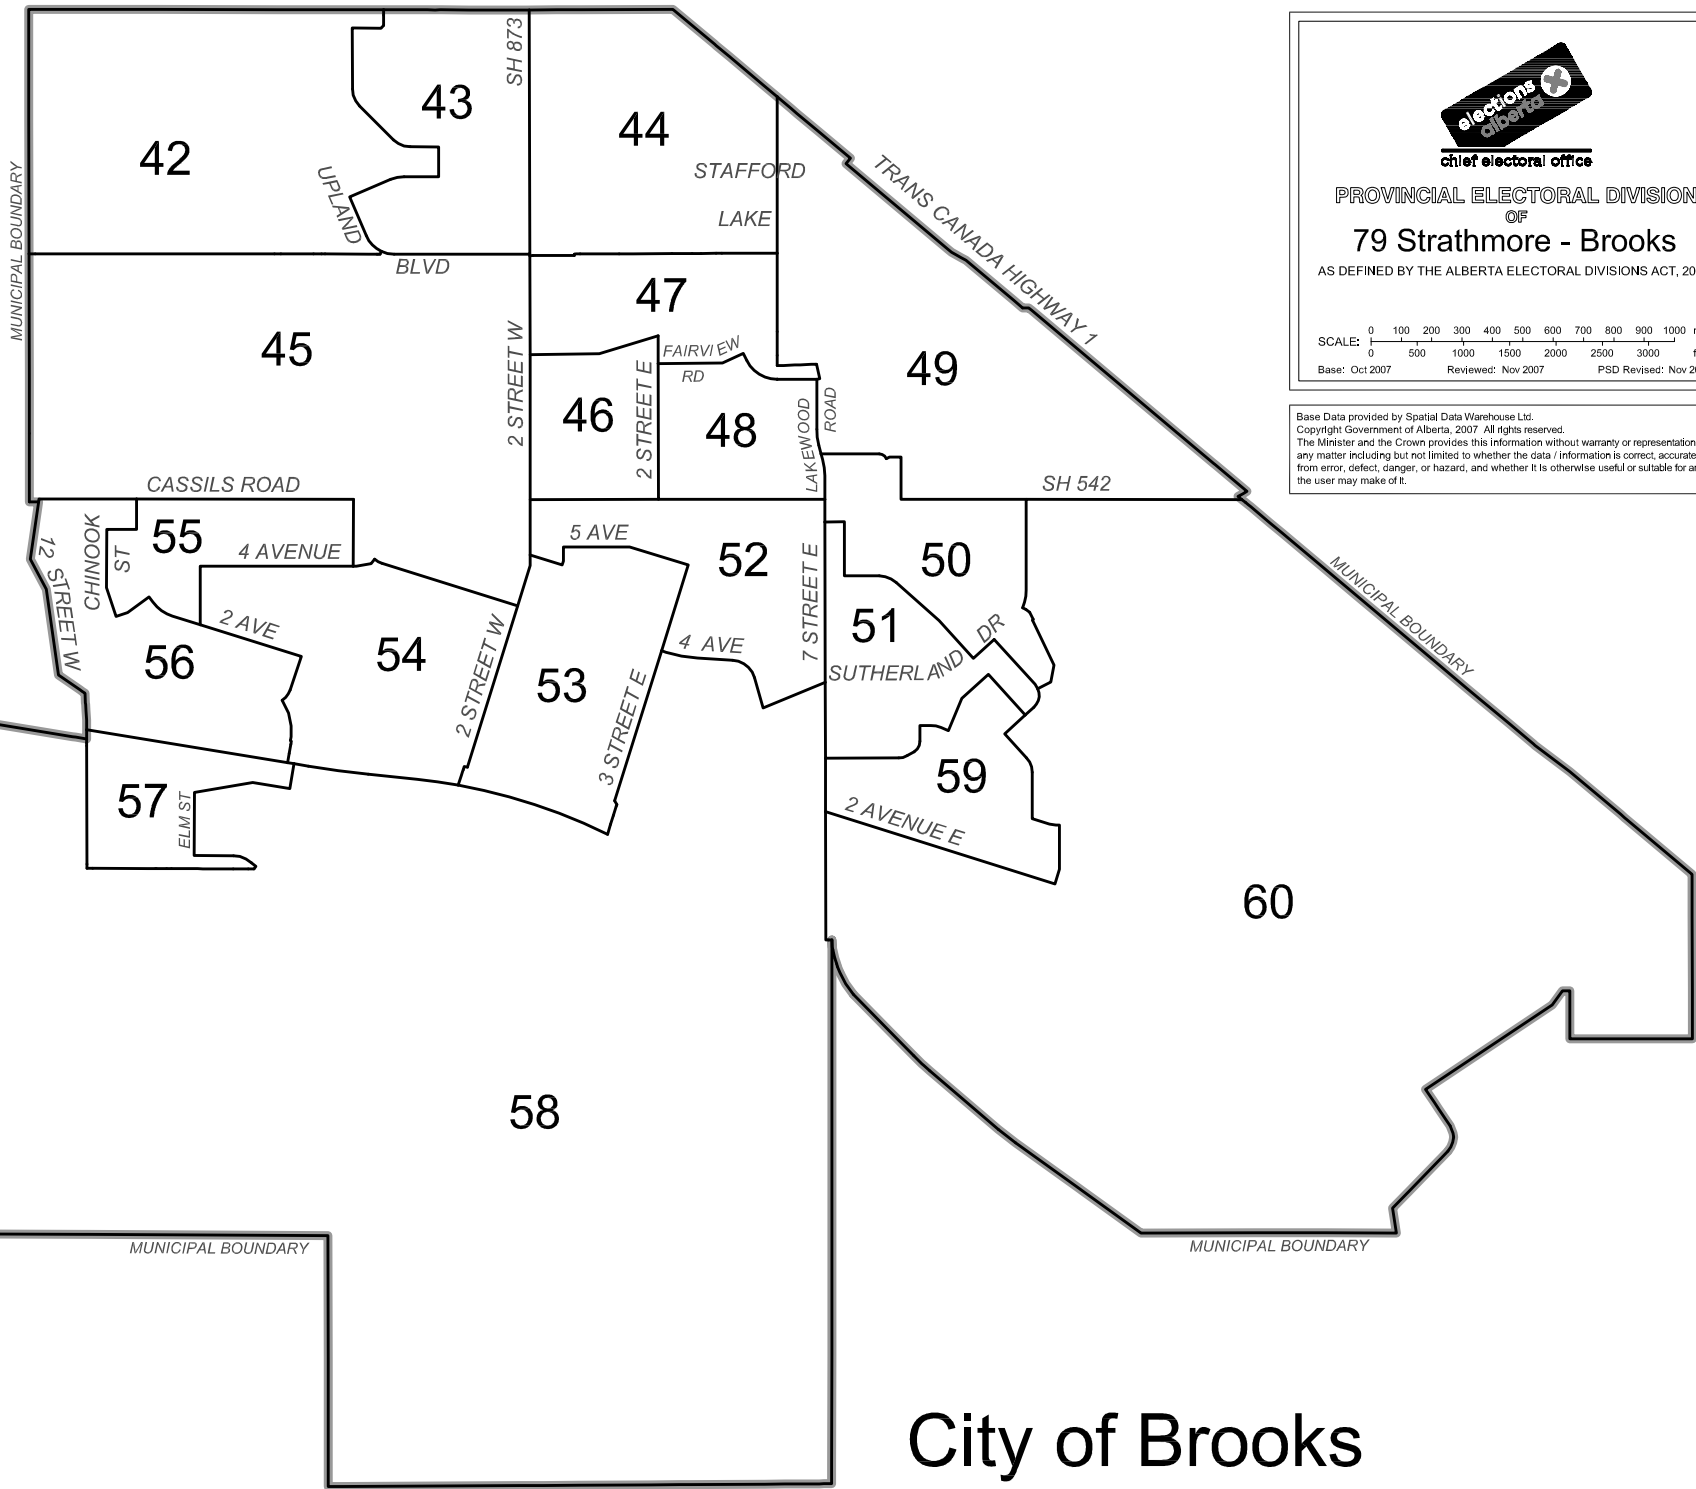 elections
alberta
chief electoral office
PROVINCIAL ELECTORAL DIVISION
OF
79 Strathmore - Brooks
AS DEFINED BY THE ALBERTA ELECTORAL DIVISIONS ACT, 20
SCALE:
0 100 200 300 400 500 600 700 800 900 1000
0 500 1000 1500 2000 2500 3000
Base: Oct 2007 Reviewed: Nov 2007 PSD Revised: Nov 2
Base Data provided by Spatial Data Warehouse Ltd.
Copyright Government of Alberta, 2007 All rights reserved.
The Minister and the Crown provides this information without warranty or representation
any matter including but not limited to whether the data / information is correct, accurate
from error, defect, danger, or hazard, and whether it is otherwise useful or suitable for
the user may make of it.
SH 873
43
44
42
STAFFORD
LAKE
UPLAND
BLVD
MUNICIPAL BOUNDARY
TRANS CANADA HIGHWAY 1
47
45
2 STREET W
FAIRVIEW
RD
49
46
2 STREET E
48
LAKEWOOD
ROAD
CASSILS ROAD
SH 542
12 STREET W
CHINOOK
ST
55
4 AVENUE
5 AVE
52
7 STREET E
50
MUNICIPAL BOUNDARY
2 AVE
51
SUTHERLAND DR
56
54
2 STREET W
53
3 STREET E
4 AVE
57
ELM ST
59
2 AVENUE E
60
58
MUNICIPAL BOUNDARY
MUNICIPAL BOUNDARY
City of Brooks